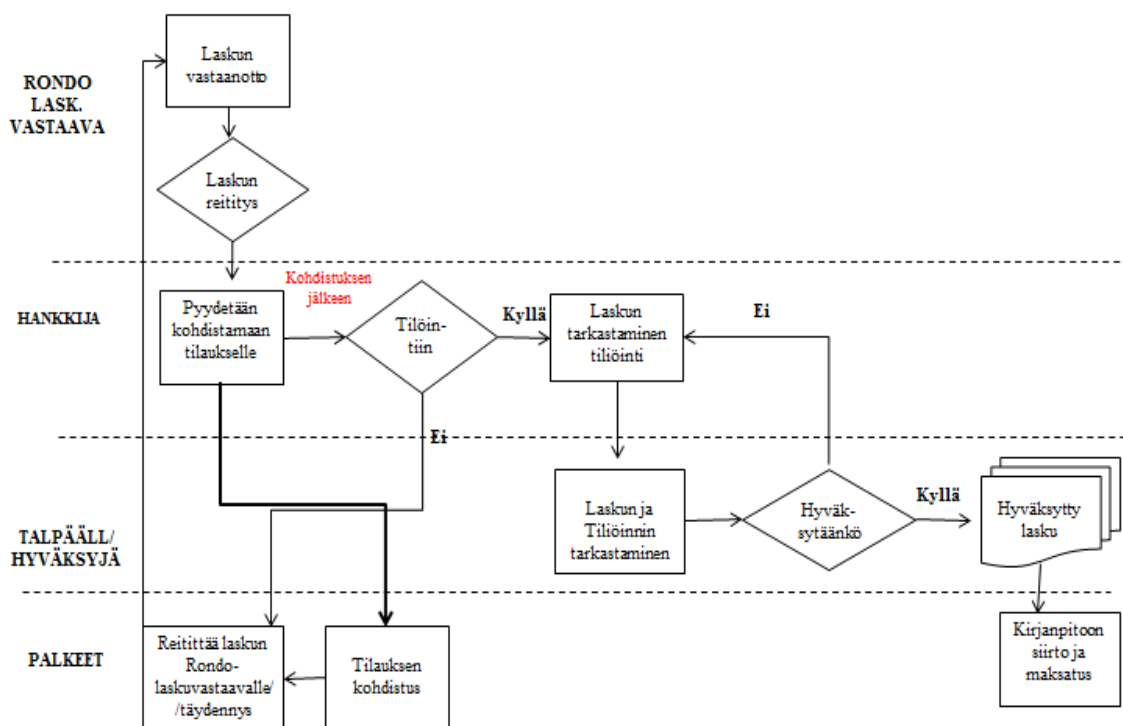 Laskun
vastaanotto
RONDO
LASK.
VASTAAVA
Laskun
reititys
HANKKIJA
Pyydetään
kohdistamaan
tilaukselle
Kohdistuksen
jälkeen
Tilöin-
tiin
Kyllä
Laskun
tarkastaminen
tiliöinti
Ei
Ei
TALPÄÄLL/
HYVÄKSYJÄ
Laskun ja
Tiliöinnin
tarkastaminen
Hyväk-
sytäänkö
Kyllä
Hyväksytty
lasku
PALKEET
Reitittää laskun
Rondo-
laskuvastaavalle/
/täydennys
Tilauksen
kohdistus
Kirjanpitoon
siirto ja
maksatus